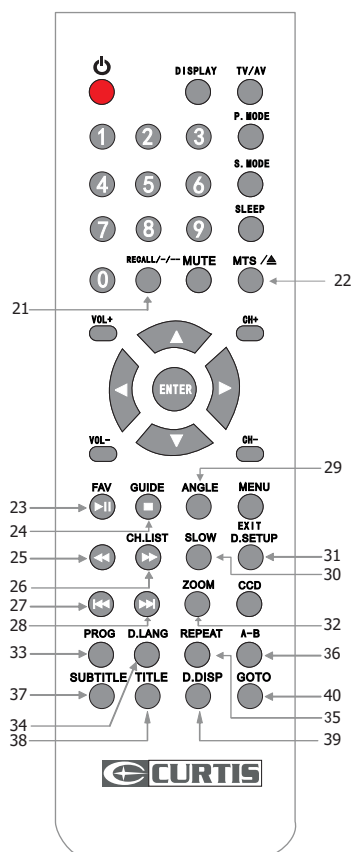 DISPLAY TV/AV
P.MODE
1 2 3
S.MODE
4 5 6
SLEEP
7 8 9
RECALL/-/-- MUTE MTS /
0
22
21
VOL+ CH+
ENTER
VOL- CH-
29
FAV GUIDE ANGLE MENU
23
EXIT
24
CH.LIST SLOW D.SETUP
25 31
30
26
ZOOM CCD
27
28 32
PROG D.LANG REPEAT A-B
33 36
SUBTITLE TITLE D.DISP GOTO
37 40
34 35
38 39
CURTIS